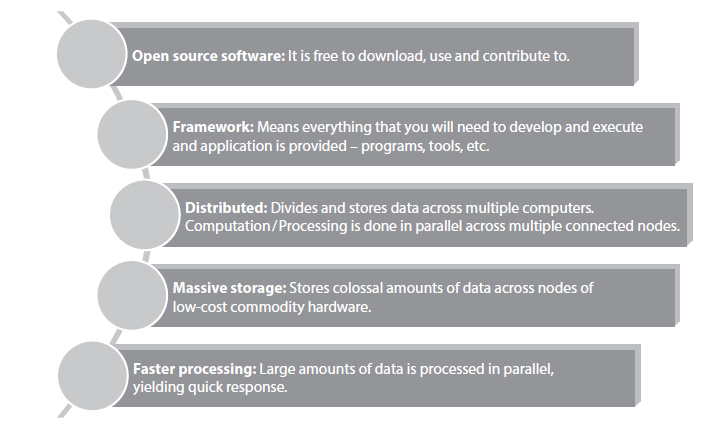 Open source software: It is free to download, use and contribute to.
Framework: Means everything that you will need to develop and execute
and application is provided – programs, tools, etc.
Distributed: Divides and stores data across multiple computers.
Computation/Processing is done in parallel across multiple connected nodes.
Massive storage: Stores colossal amounts of data across nodes of
low-cost commodity hardware.
Faster processing: Large amounts of data is processed in parallel,
yielding quick response.